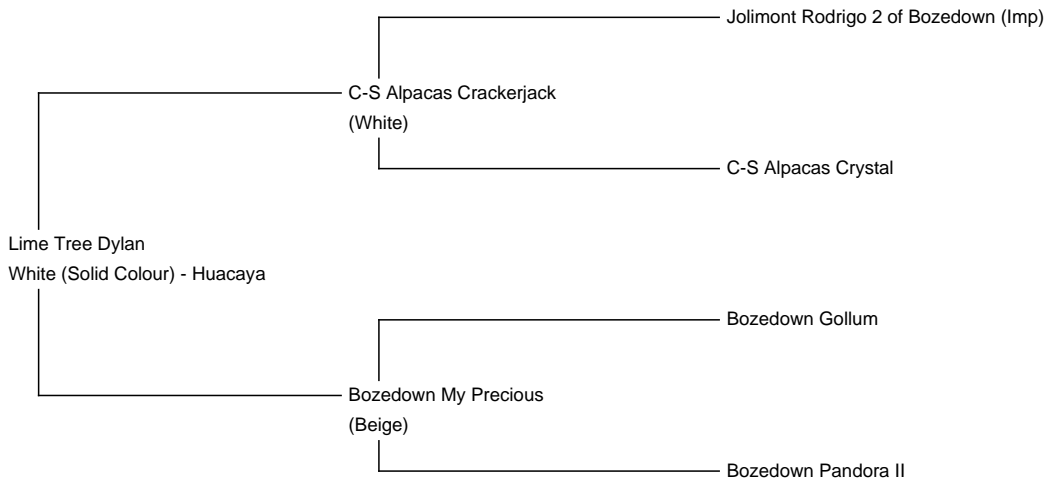 Jolimont Rodrigo 2 of Bozedown (Imp)
C-S Alpacas Crackerjack
(White)
C-S Alpacas Crystal
Lime Tree Dylan
White (Solid Colour) - Huacaya
Bozedown Gollum
Bozedown My Precious
(Beige)
Bozedown Pandora II